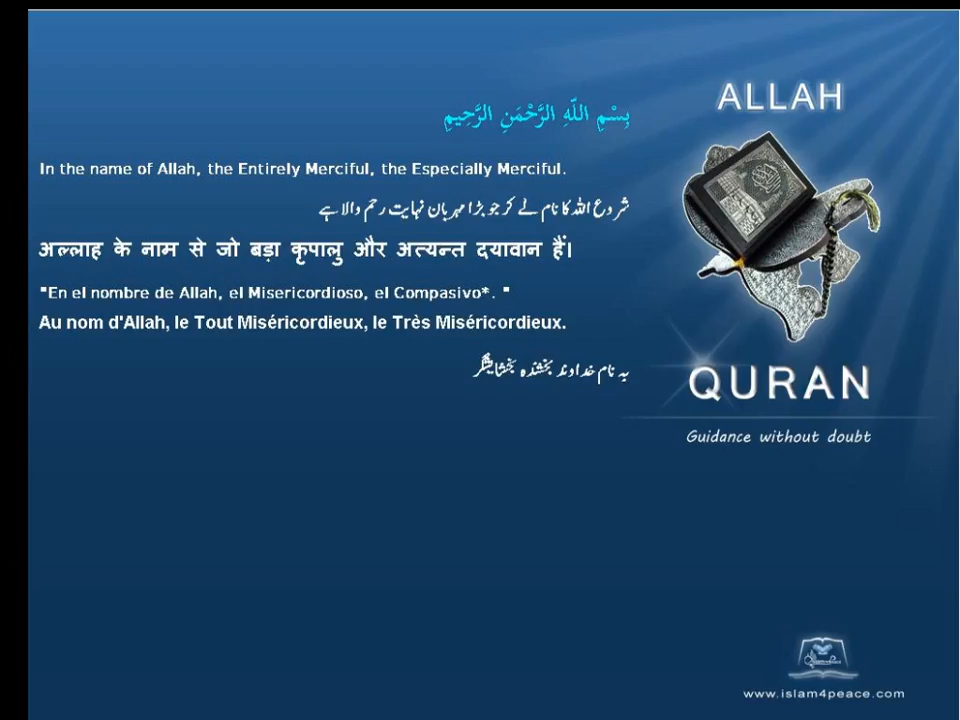 بِسْمِ اللَّهِ الرَّحْمَنِ الرَّحِيمِ
In the name of Allah, the Entirely Merciful, the Especially Merciful.
شروع الله کا نام لے کر جو بڑا مہربان نہایت رحم والا ہے
अल्लाह के नाम से जो बड़ा कृपालु और अत्यन्त दयावान हैं।
"En el nombre de Allah, el Misericordioso, el Compasivo*. "
Au nom d'Allah, le Tout Miséricordieux, le Très Miséricordieux.
به نام خداوند بخشنده بخشایشگر
ALLAH
QURAN
Guidance without doubt
www.islam4peace.com